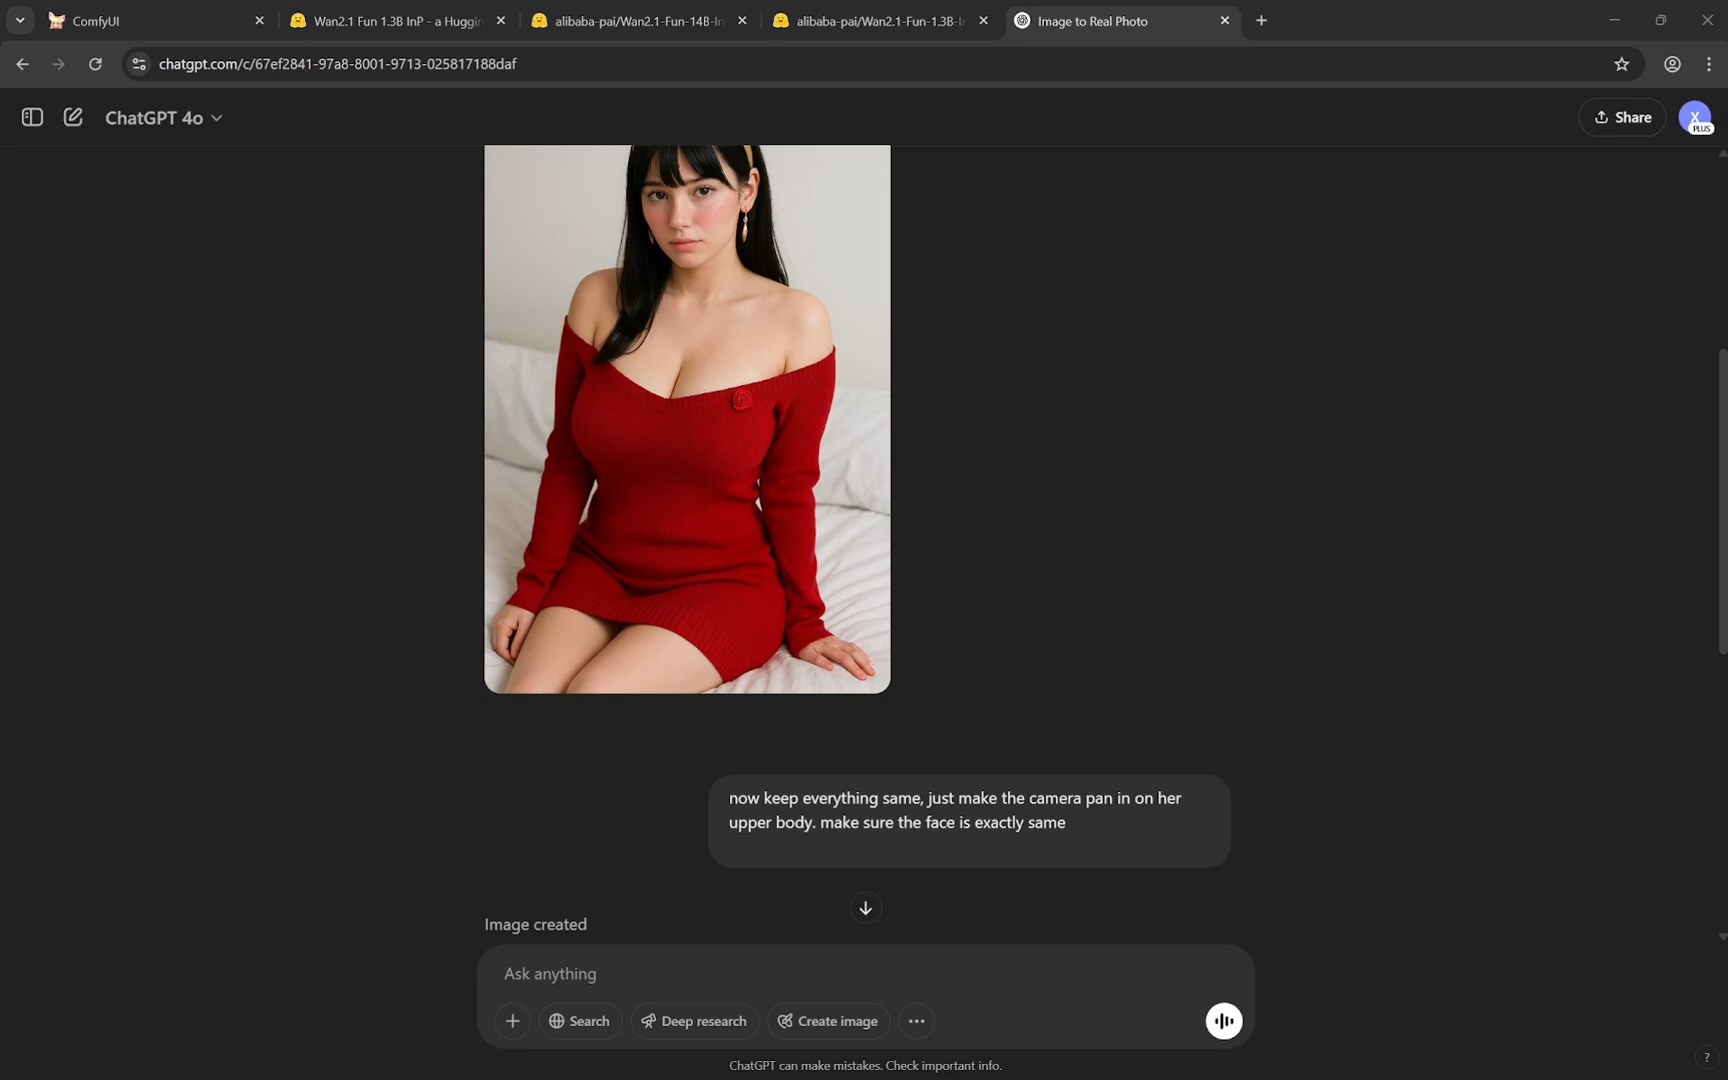 ComfyUI
Wan2.1 Fun 1.3B InP - a Huggin
alibaba-pai/Wan2.1-Fun-14B-In
alibaba-pai/Wan2.1-Fun-1.3B-In
Image to Real Photo
chatgpt.com/c/67ef2841-97a8-8001-9713-025817188daf
ChatGPT 4o
Share
X
PLUS
now keep everything same, just make the camera pan in on her
upper body. make sure the face is exactly same
Image created
Ask anything
Search
Deep research
Create image
ChatGPT can make mistakes. Check important info.
?